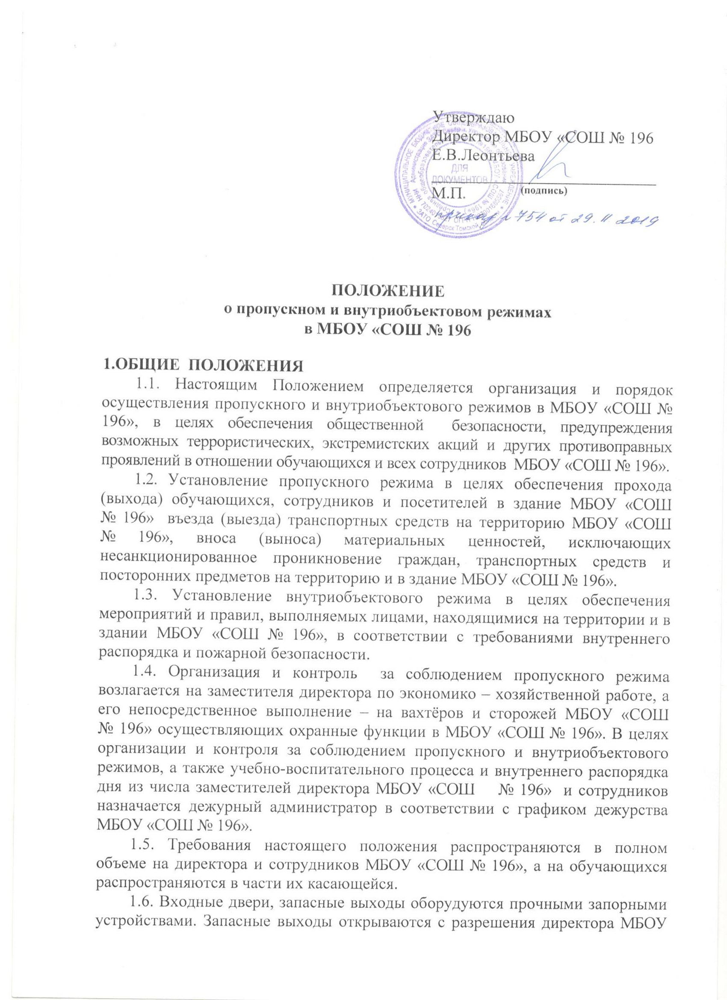 Утверждаю
Директор МБОУ «СОШ № 196
Е.В.Леонтьева
ДЛЯ
ДОКУМЕНТОВ
М.П. (подпись)
приказ № 754 от 29.11.2019
МУНИЦИПАЛЬНОЕ БЮДЖЕТНОЕ ОБЩЕОБРАЗОВАТЕЛЬНОЕ УЧРЕЖДЕНИЕ
ЗАТО Северск Томской области
ПОЛОЖЕНИЕ
о пропускном и внутриобъектовом режимах
в МБОУ «СОШ № 196
1.ОБЩИЕ ПОЛОЖЕНИЯ
1.1. Настоящим Положением определяется организация и порядок
осуществления пропускного и внутриобъектового режимов в МБОУ «СОШ №
196», в целях обеспечения общественной безопасности, предупреждения
возможных террористических, экстремистских акций и других противоправных
проявлений в отношении обучающихся и всех сотрудников МБОУ «СОШ № 196».
1.2. Установление пропускного режима в целях обеспечения прохода
(выхода) обучающихся, сотрудников и посетителей в здание МБОУ «СОШ
№ 196» въезда (выезда) транспортных средств на территорию МБОУ «СОШ
№ 196», вноса (выноса) материальных ценностей, исключающих
несанкционированное проникновение граждан, транспортных средств и
посторонних предметов на территорию и в здание МБОУ «СОШ № 196».
1.3. Установление внутриобъектового режима в целях обеспечения
мероприятий и правил, выполняемых лицами, находящимися на территории и в
здании МБОУ «СОШ № 196», в соответствии с требованиями внутреннего
распорядка и пожарной безопасности.
1.4. Организация и контроль за соблюдением пропускного режима
возлагается на заместителя директора по экономико – хозяйственной работе, а
его непосредственное выполнение – на вахтёров и сторожей МБОУ «СОШ
№ 196» осуществляющих охранные функции в МБОУ «СОШ № 196». В целях
организации и контроля за соблюдением пропускного и внутриобъектового
режимов, а также учебно-воспитательного процесса и внутреннего распорядка
дня из числа заместителей директора МБОУ «СОШ № 196» и сотрудников
назначается дежурный администратор в соответствии с графиком дежурства
МБОУ «СОШ № 196».
1.5. Требования настоящего положения распространяются в полном
объеме на директора и сотрудников МБОУ «СОШ № 196», а на обучающихся
распространяются в части их касающейся.
1.6. Входные двери, запасные выходы оборудуются прочными запорными
устройствами. Запасные выходы открываются с разрешения директора МБОУ